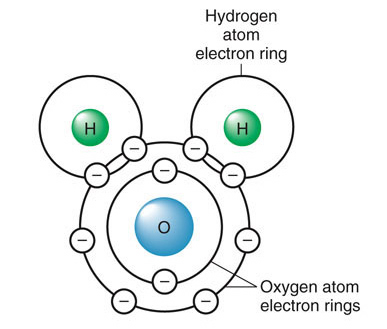 Hydrogen
atom
electron ring
H
H
− −
− −
−
O
− −
−
− −
Oxygen atom
electron rings